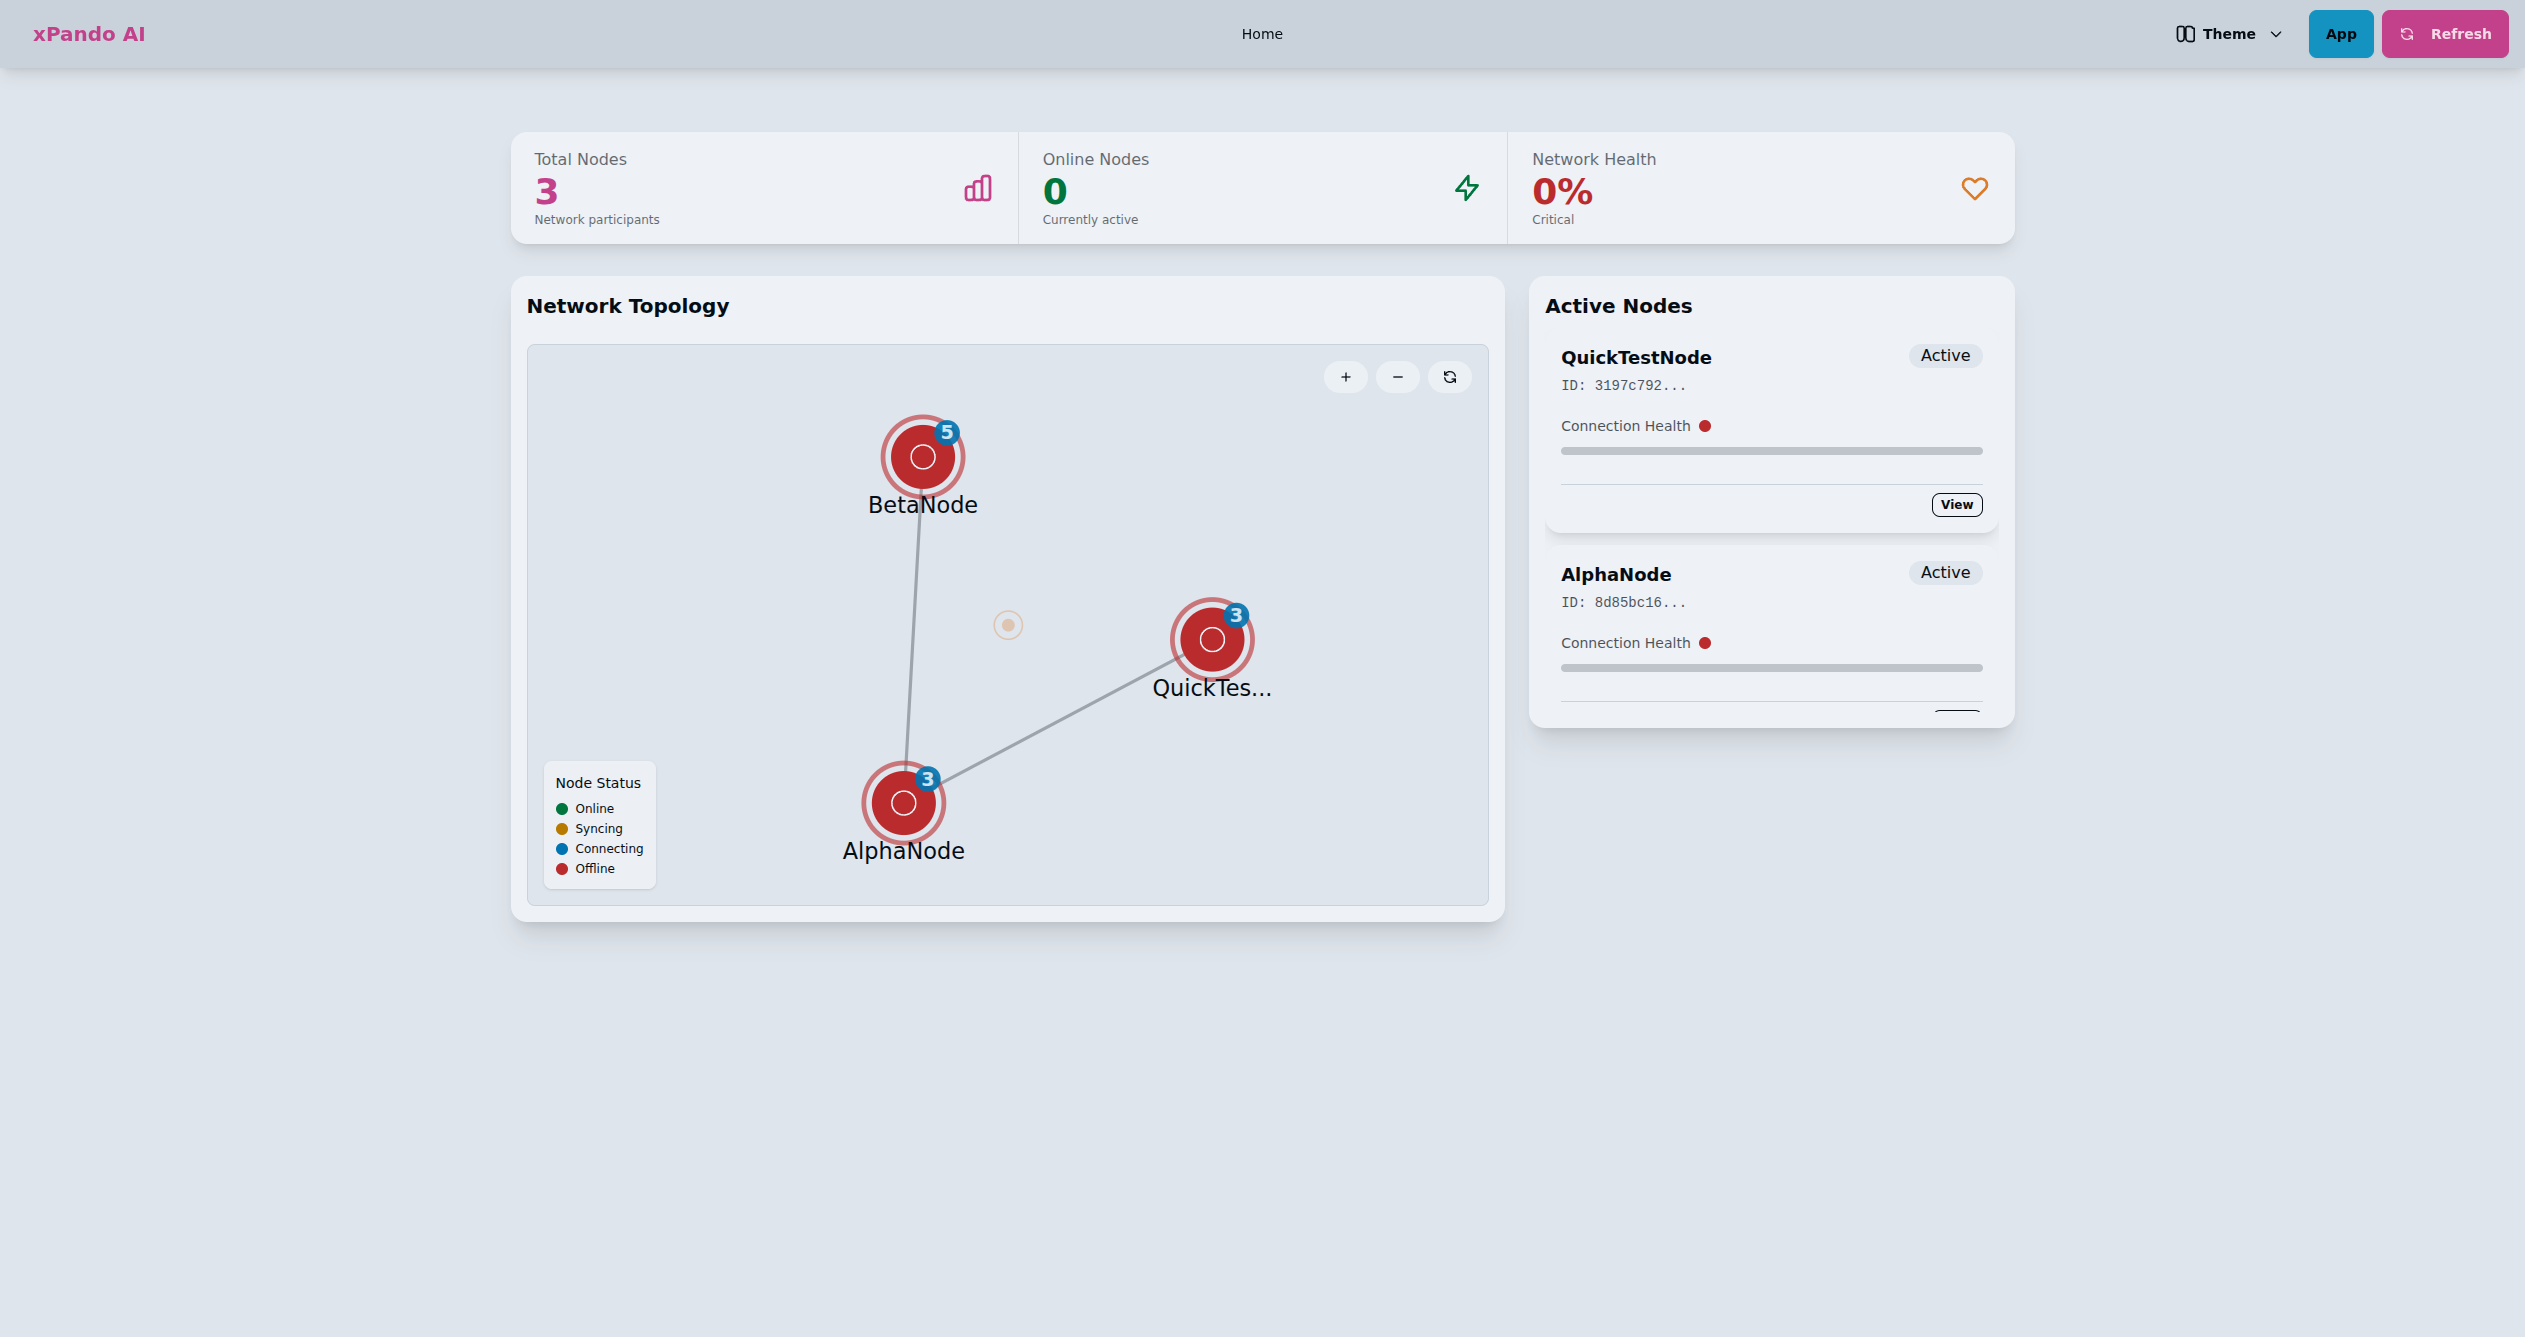 xPando AI
Home
Theme
App
Refresh
Total Nodes
3
Network participants
Online Nodes
0
Currently active
Network Health
0%
Critical
Network Topology
+
−
5
BetaNode
3
QuickTes...
3
AlphaNode
Node Status
Online
Syncing
Connecting
Offline
Active Nodes
QuickTestNode
Active
ID: 3197c792...
Connection Health
View
AlphaNode
Active
ID: 8d85bc16...
Connection Health